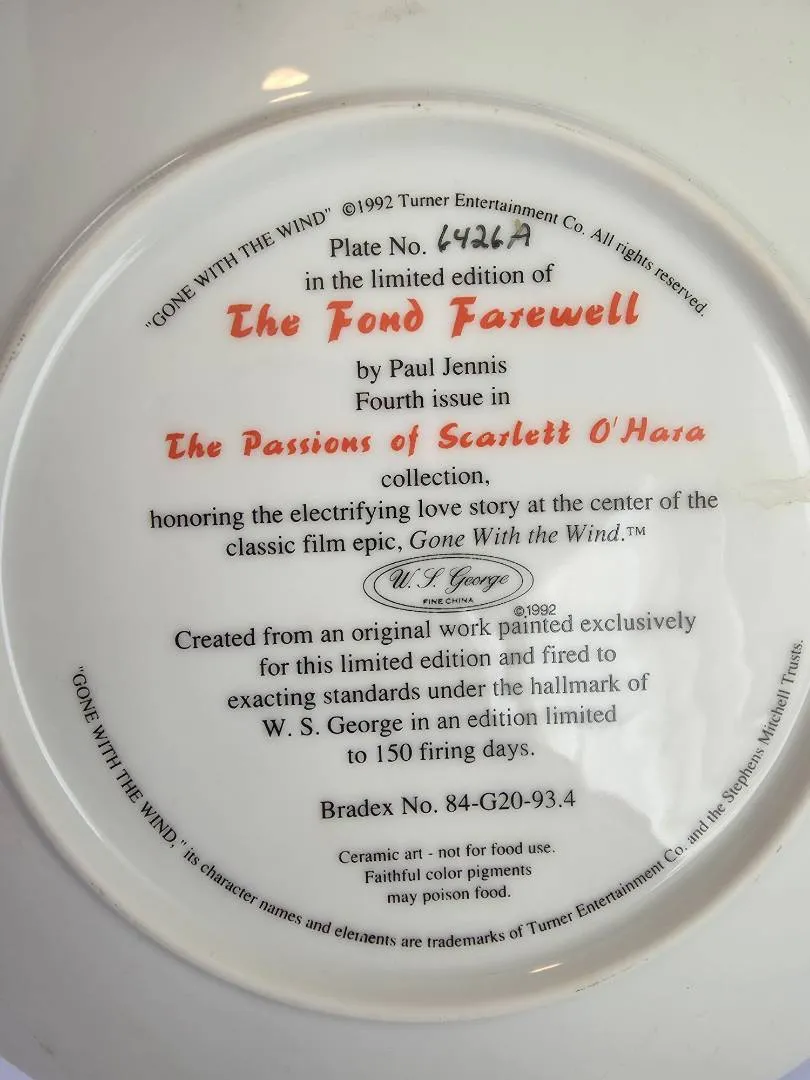 "GONE WITH THE WIND" ©1992 Turner Entertainment Co. All rights reserved.
Plate No. 6426A
in the limited edition of
The Fond Farewell
by Paul Jennis
Fourth issue in
The Passions of Scarlett O'Hara
collection,
honoring the electrifying love story at the center of the
classic film epic, Gone With the Wind.™
W. S. George
FINE CHINA
©1992
Created from an original work painted exclusively
for this limited edition and fired to
exacting standards under the hallmark of
W. S. George in an edition limited
to 150 firing days.
Bradex No. 84-G20-93.4
Ceramic art - not for food use.
Faithful color pigments
may poison food.
"GONE WITH THE WIND," its character names and elements are trademarks of Turner Entertainment Co. and the Stephens Mitchell Trusts.